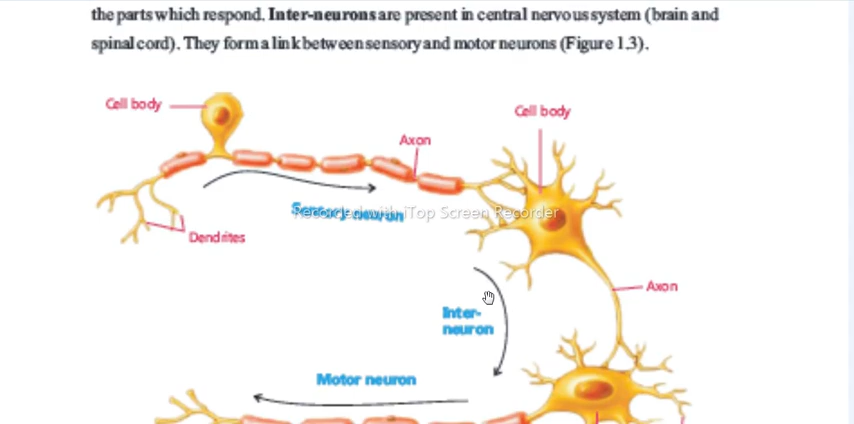 the parts which respond. Inter-neurons are present in central nervous system (brain and
spinal cord). They form a link between sensory and motor neurons (Figure 1.3).
Cell body
Cell body
Axon
Sensory neuron
Recorded with iTop Screen Recorder
Dendrites
Axon
Inter-
neuron
Motor neuron